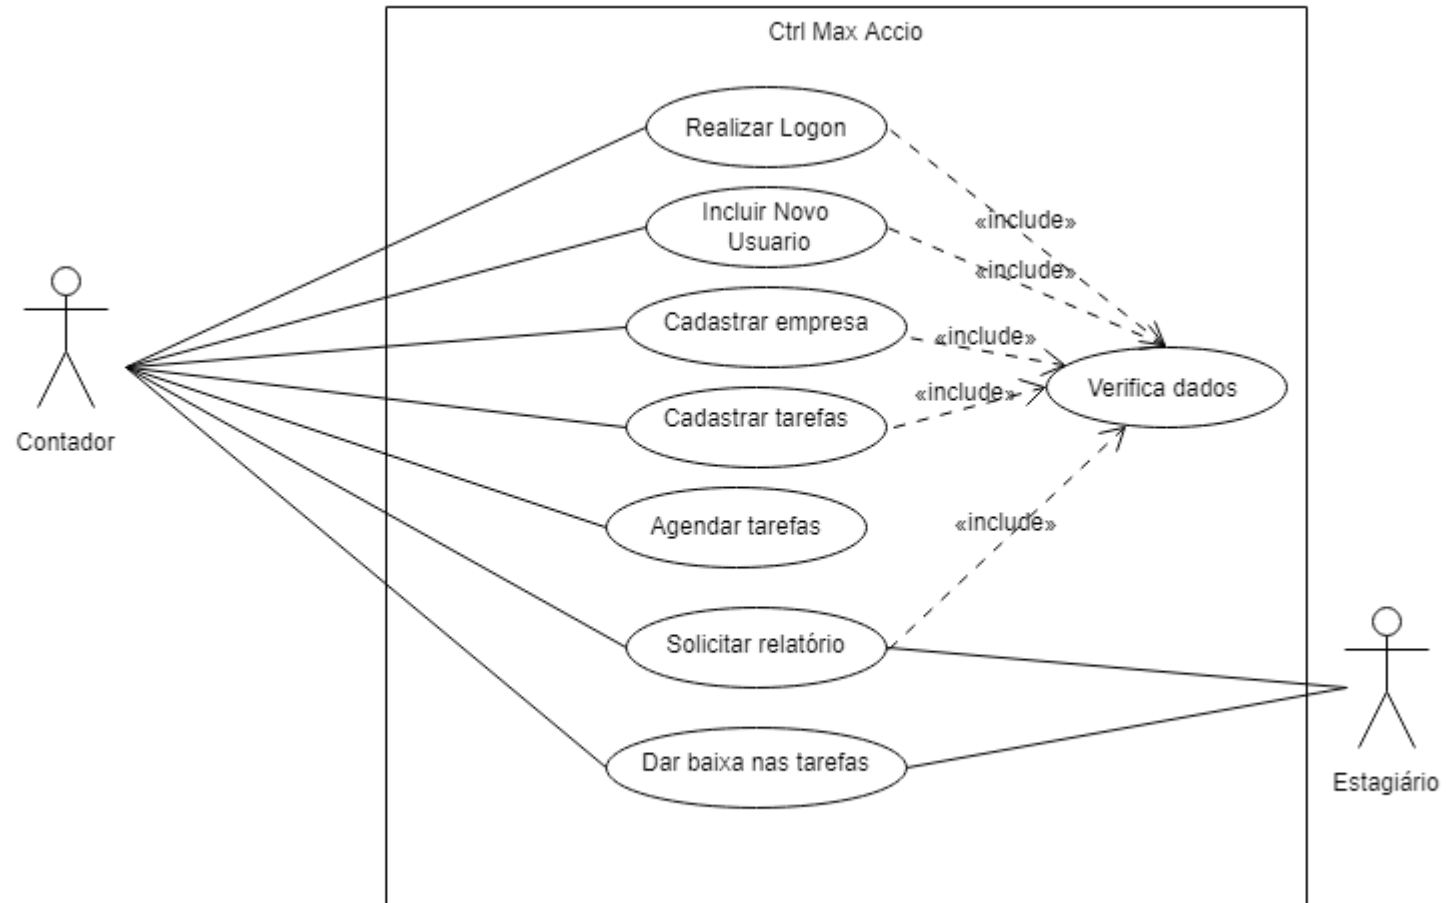 Ctrl Max Accio
Realizar Logon
«include»
Incluir Novo
Usuario
«include»
Cadastrar empresa
«include»
Verifica dados
Cadastrar tarefas
«include»
Contador
Agendar tarefas
«include»
Solicitar relatório
Dar baixa nas tarefas
Estagiário